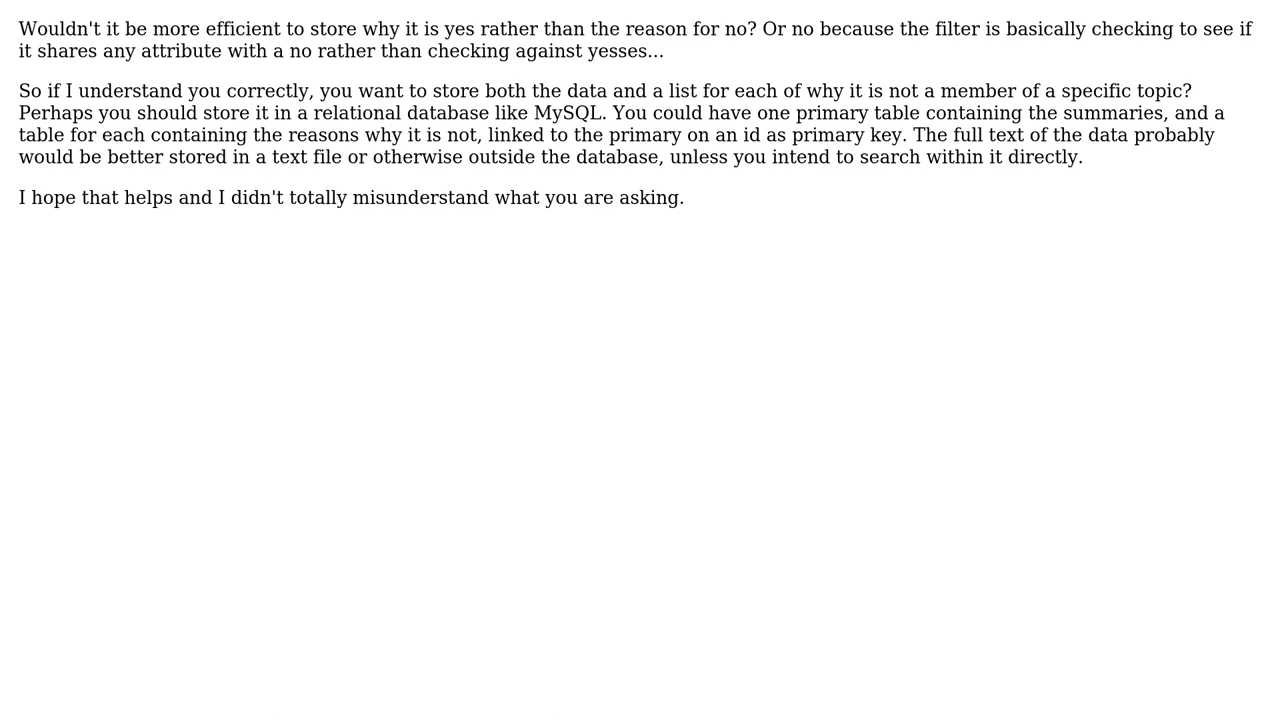 Wouldn't it be more efficient to store why it is yes rather than the reason for no? Or no because the filter is basically checking to see if
it shares any attribute with a no rather than checking against yesses...
So if I understand you correctly, you want to store both the data and a list for each of why it is not a member of a specific topic?
Perhaps you should store it in a relational database like MySQL. You could have one primary table containing the summaries, and a
table for each containing the reasons why it is not, linked to the primary on an id as primary key. The full text of the data probably
would be better stored in a text file or otherwise outside the database, unless you intend to search within it directly.
I hope that helps and I didn't totally misunderstand what you are asking.